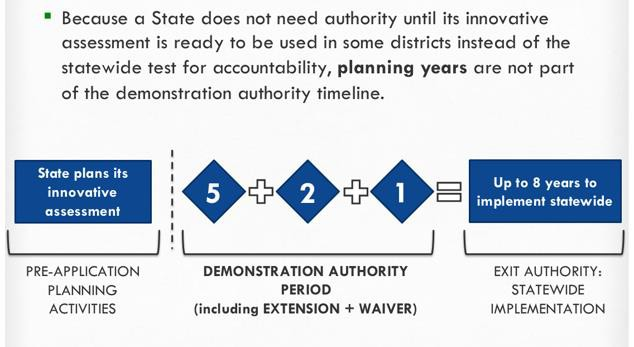 Because a State does not need authority until its innovative
assessment is ready to be used in some districts instead of the
statewide test for accountability, planning years are not part
of the demonstration authority timeline.
State plans its
innovative
assessment
5 + 2 + 1 =
Up to 8 years to
implement statewide
PRE-APPLICATION
PLANNING
ACTIVITIES
DEMONSTRATION AUTHORITY
PERIOD
(including EXTENSION + WAIVER)
EXIT AUTHORITY:
STATEWIDE
IMPLEMENTATION